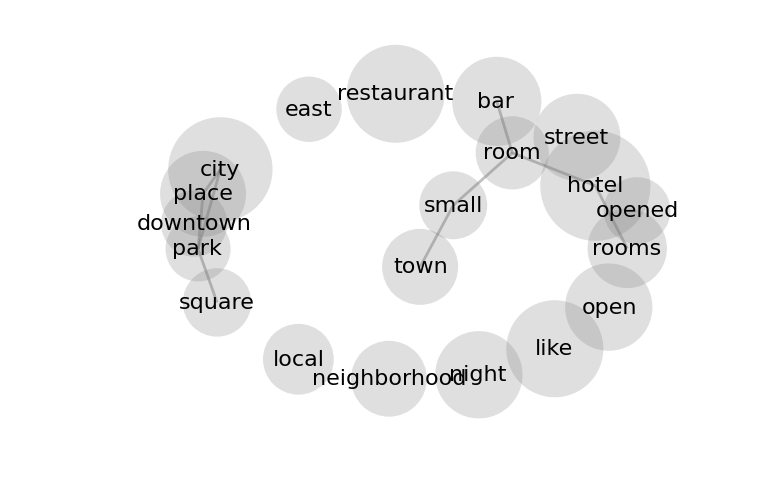 restaurant
bar
east
street
room
city
hotel
place
small
opened
downtown
park
rooms
town
square
open
like
local
night
neighborhood